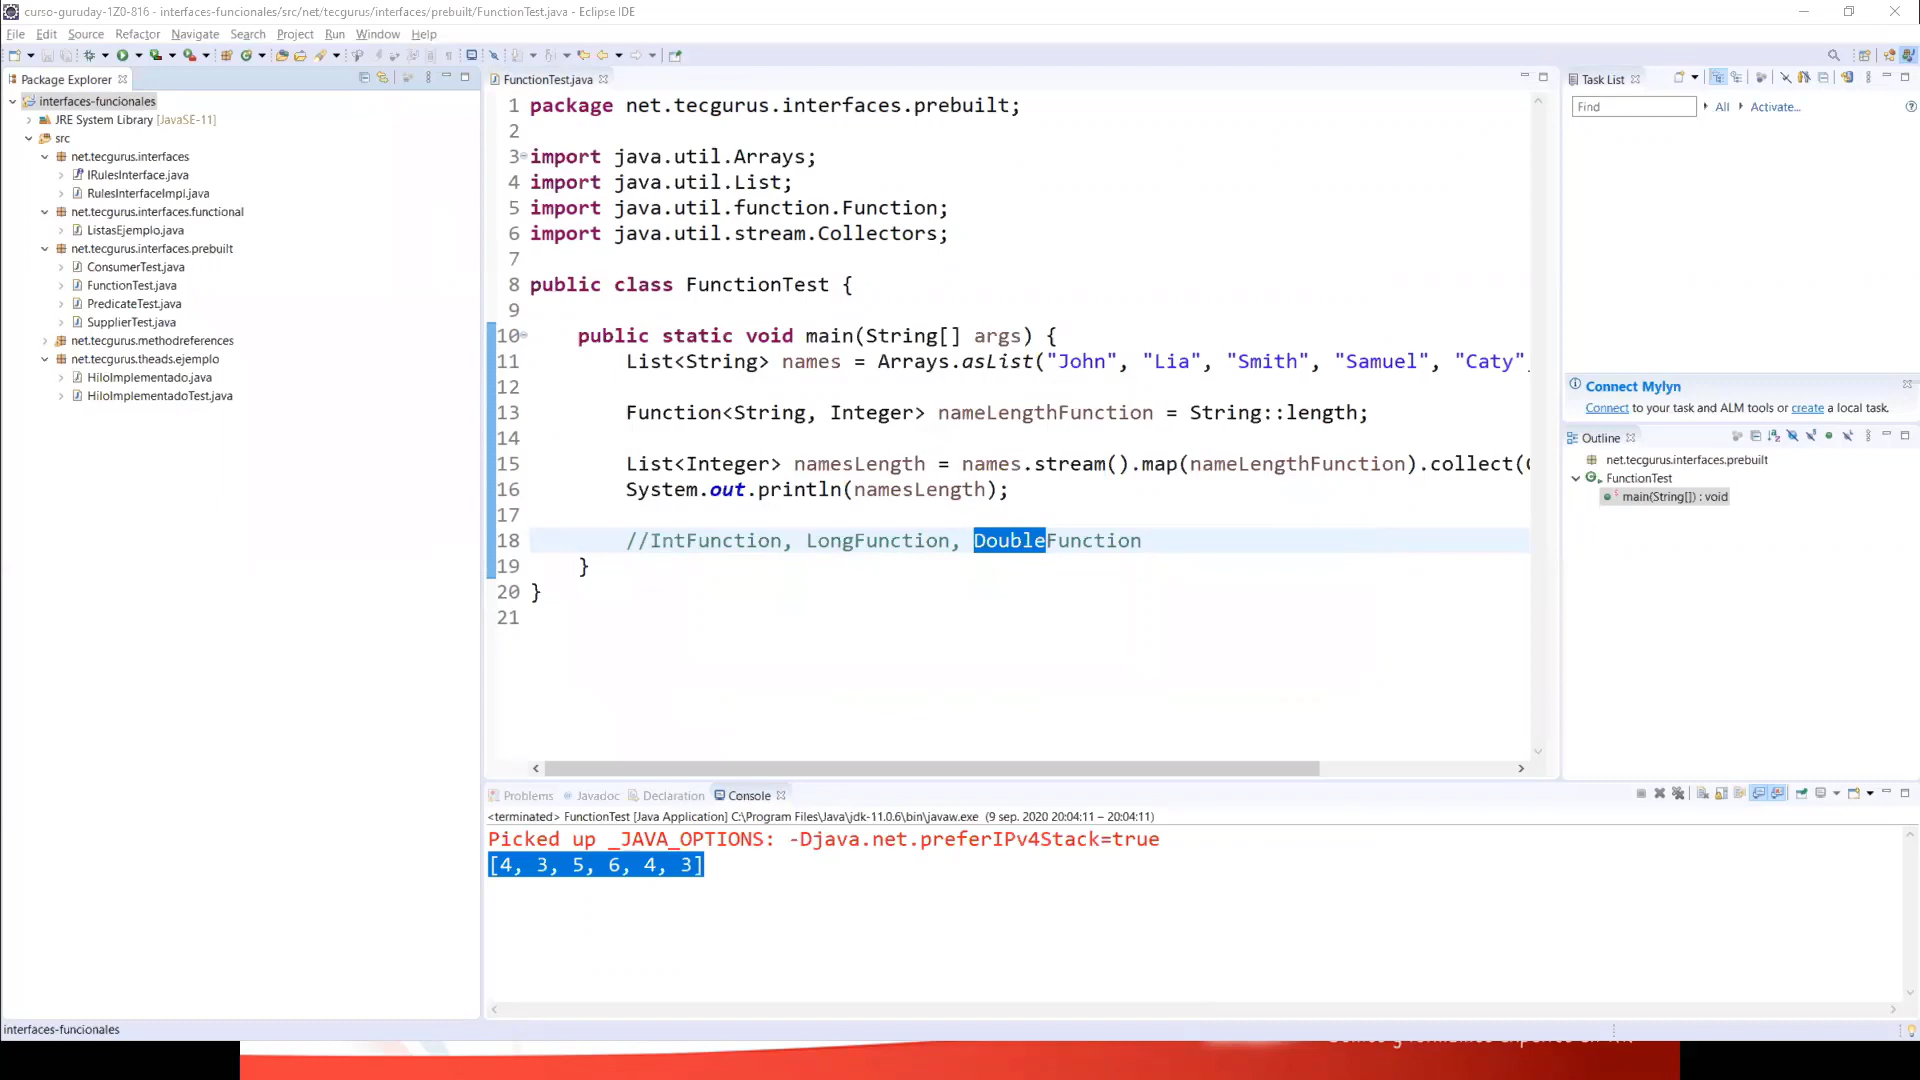 curso-guruday-1Z0-816 - interfaces-funcionales/src/net/tecgurus/interfaces/prebuilt/FunctionTest.java - Eclipse IDE
File Edit Source Refactor Navigate Search Project Run Window Help
Package Explorer
interfaces-funcionales
JRE System Library [JavaSE-11]
src
net.tecgurus.interfaces
IRulesInterface.java
RulesInterfaceImpl.java
net.tecgurus.interfaces.functional
ListasEjemplo.java
net.tecgurus.interfaces.prebuilt
ConsumerTest.java
FunctionTest.java
PredicateTest.java
SupplierTest.java
net.tecgurus.methodreferences
net.tecgurus.theads.ejemplo
HiloImplementado.java
HiloImplementadoTest.java
FunctionTest.java
1 package net.tecgurus.interfaces.prebuilt;
2
3 import java.util.Arrays;
4 import java.util.List;
5 import java.util.function.Function;
6 import java.util.stream.Collectors;
7
8 public class FunctionTest {
9
10 public static void main(String[] args) {
11 List<String> names = Arrays.asList("John", "Lia", "Smith", "Samuel", "Caty",
12
13 Function<String, Integer> nameLengthFunction = String::length;
14
15 List<Integer> namesLength = names.stream().map(nameLengthFunction).collect(
16 System.out.println(namesLength);
17
18 //IntFunction, LongFunction, DoubleFunction
19 }
20 }
21
Task List
Find All Activate...
Connect Mylyn
Connect to your task and ALM tools or create a local task.
Outline
net.tecgurus.interfaces.prebuilt
FunctionTest
main(String[]) : void
Problems Javadoc Declaration Console
<terminated> FunctionTest [Java Application] C:\Program Files\Java\jdk-11.0.6\bin\javaw.exe (9 sep. 2020 20:04:11 – 20:04:11)
Picked up _JAVA_OPTIONS: -Djava.net.preferIPv4Stack=true
[4, 3, 5, 6, 4, 3]
interfaces-funcionales